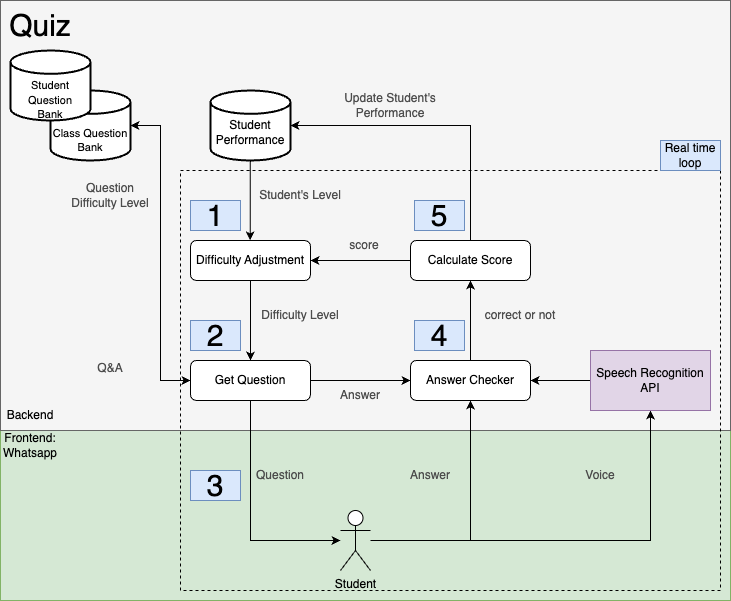 Quiz
Student
Question
Bank
Class Question
Bank
Student
Performance
Update Student's
Performance
Real time
loop
Question
Difficulty Level
1
Student's Level
5
Difficulty Adjustment
score
Calculate Score
2
Difficulty Level
4
correct or not
Q&A
Get Question
Answer
Answer Checker
Speech Recognition
API
Backend
Frontend:
Whatsapp
3
Question
Answer
Voice
Student